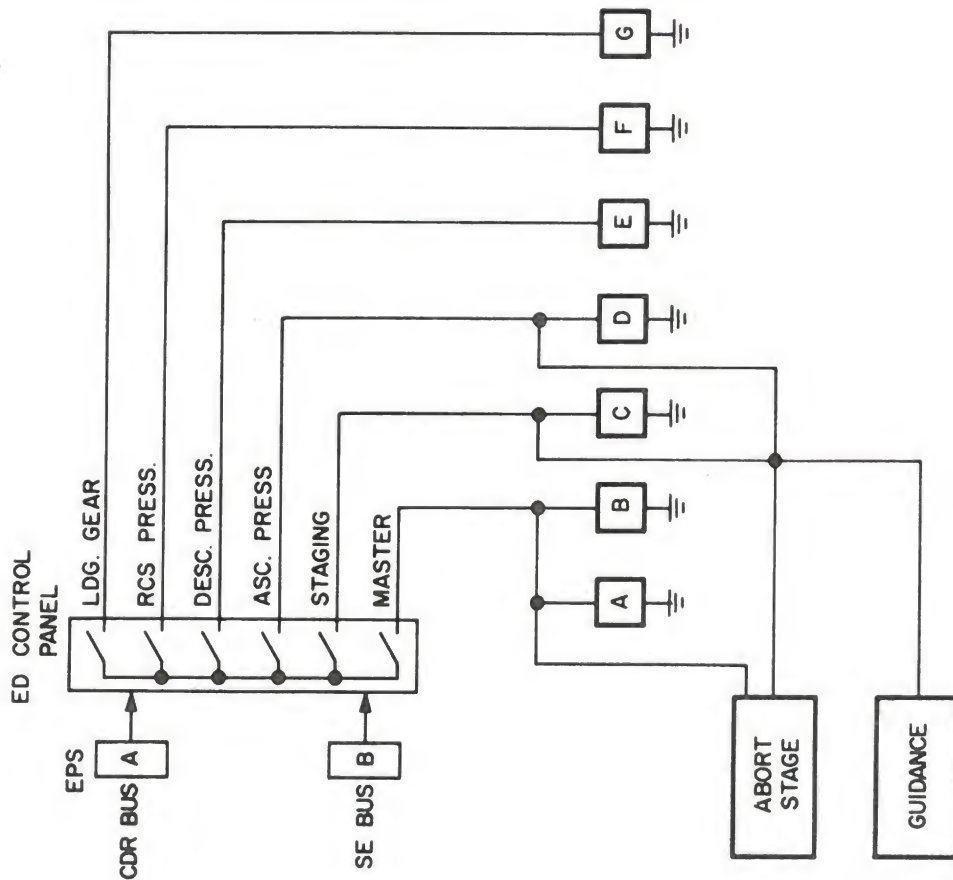 ED CONTROL
PANEL
EPS
CDR BUS
A
SE BUS
B
LDG. GEAR
RCS PRESS.
DESC. PRESS.
ASC. PRESS
STAGING
MASTER
A
B
C
D
E
F
G
ABORT
STAGE
GUIDANCE